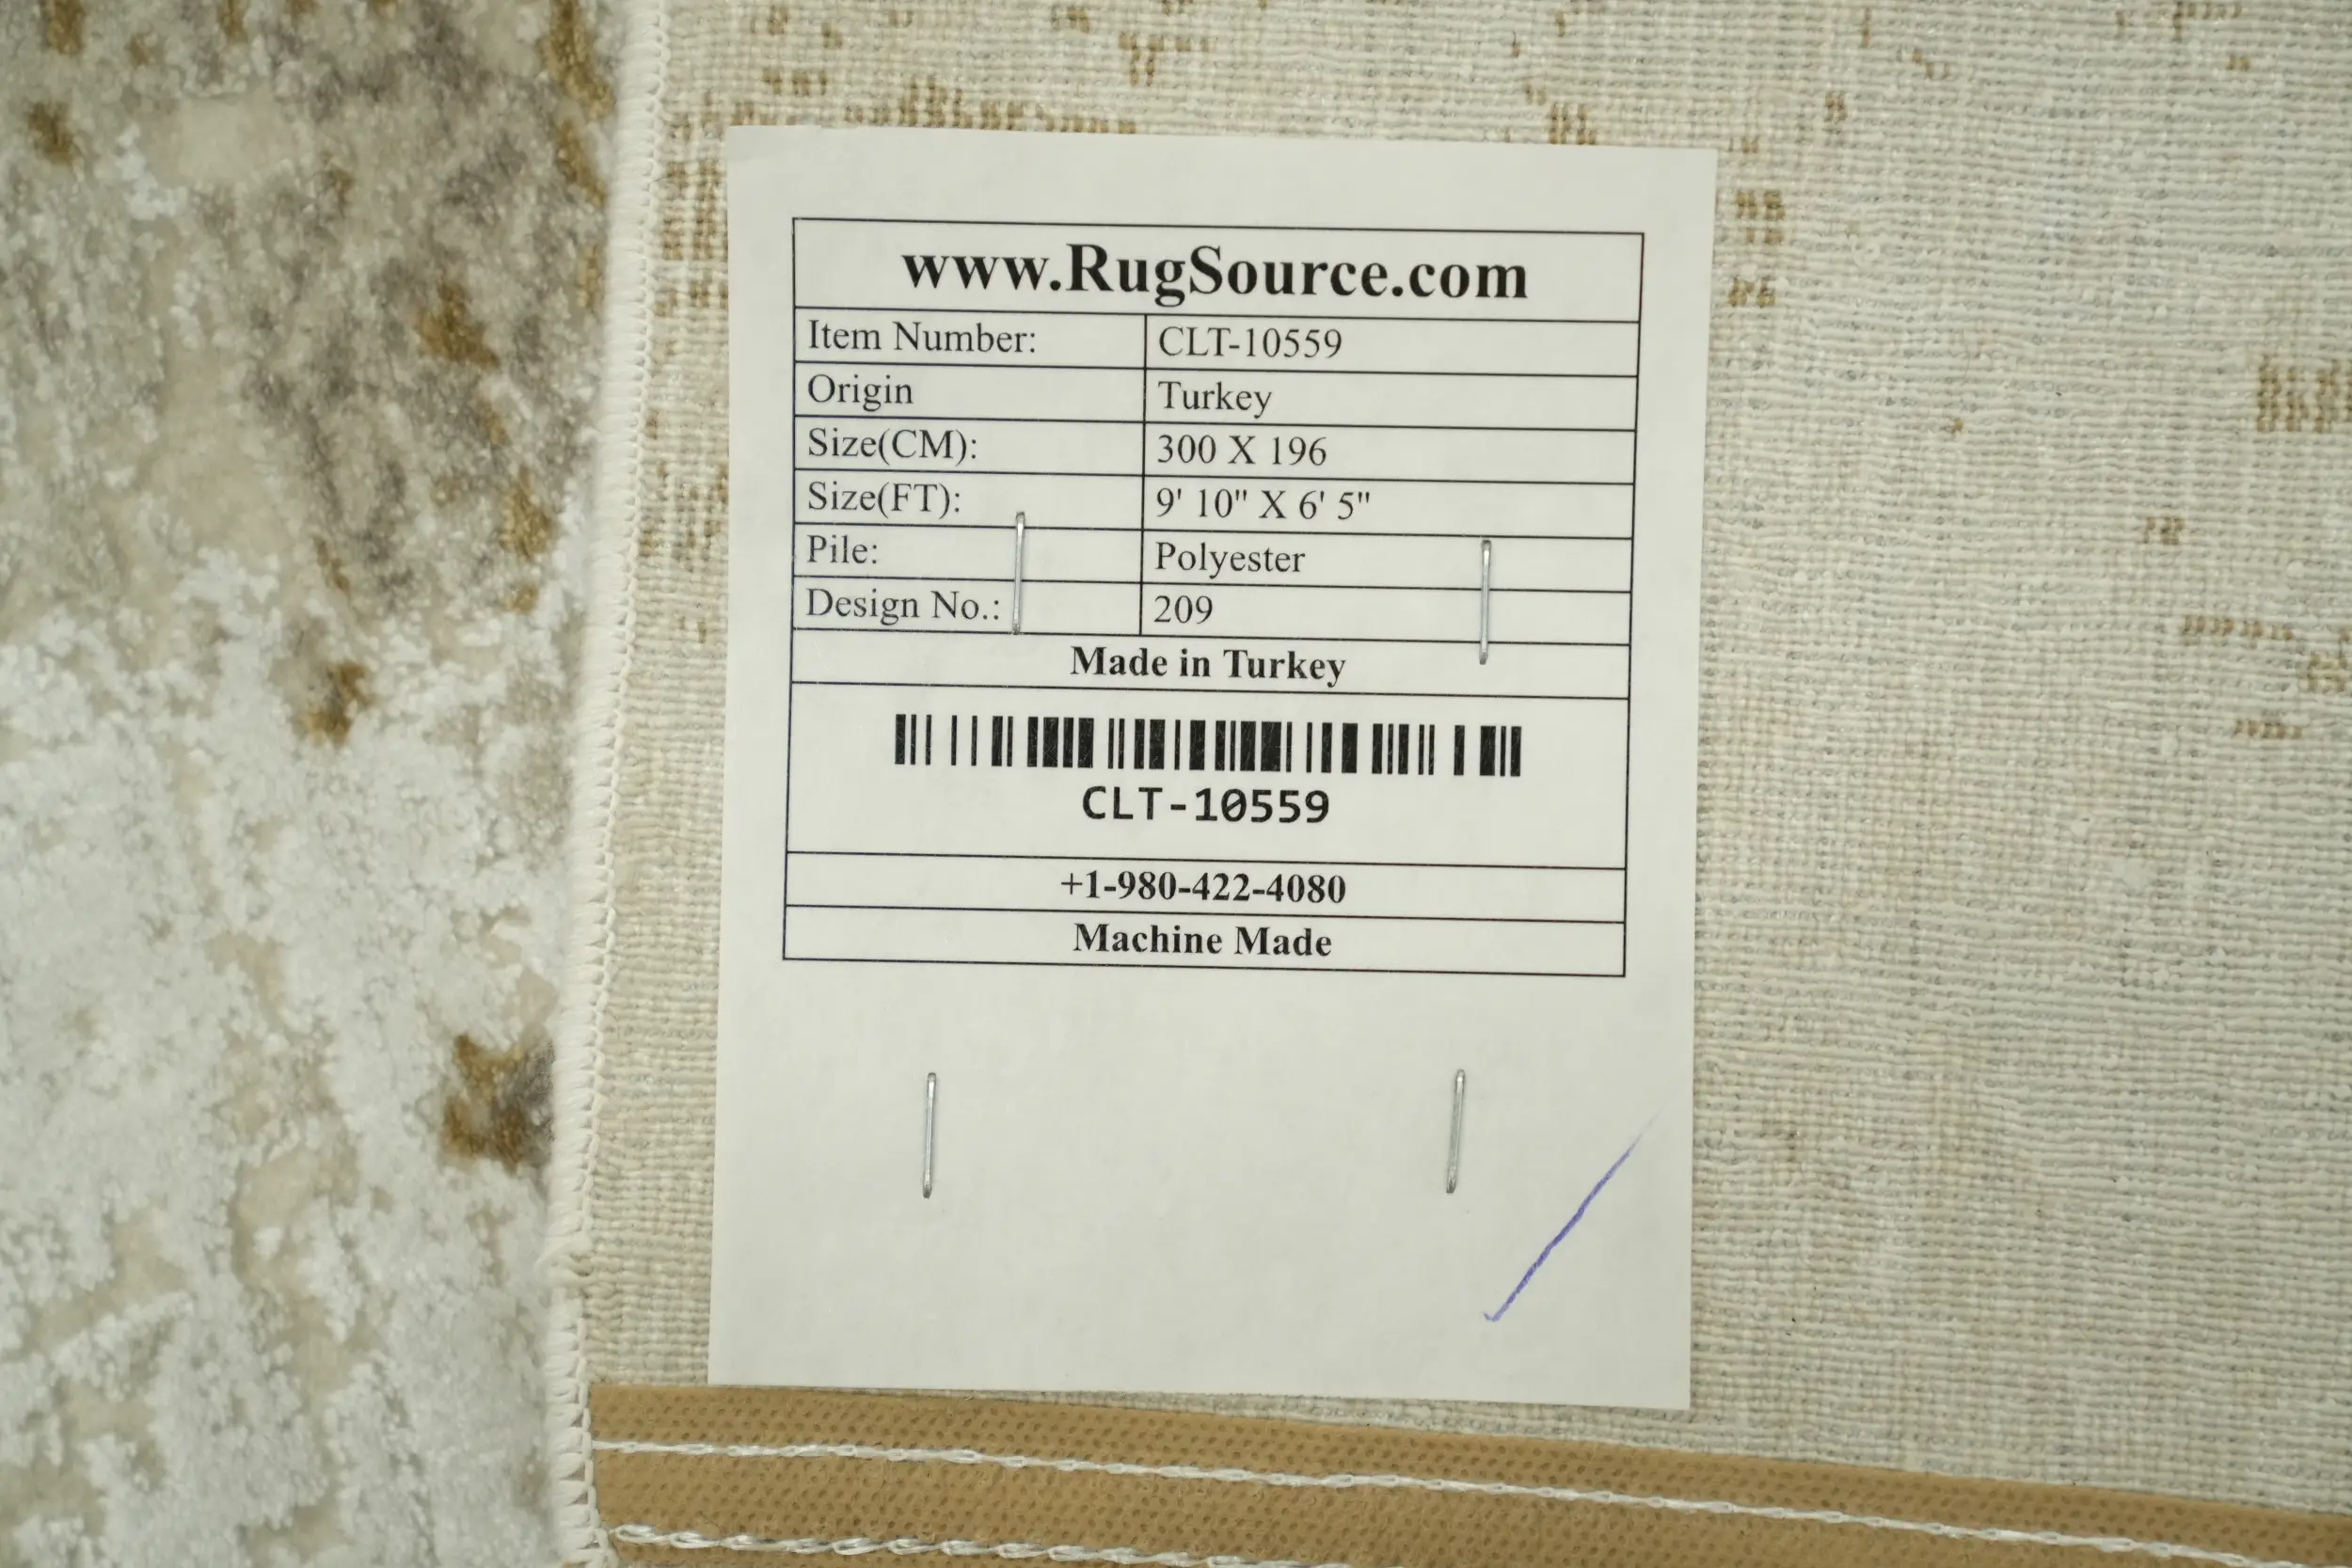 www.RugSource.com
Item Number: CLT-10559
Origin Turkey
Size(CM): 300 X 196
Size(FT): 9' 10" X 6' 5"
Pile: Polyester
Design No.: 209
Made in Turkey
CLT-10559
+1-980-422-4080
Machine Made